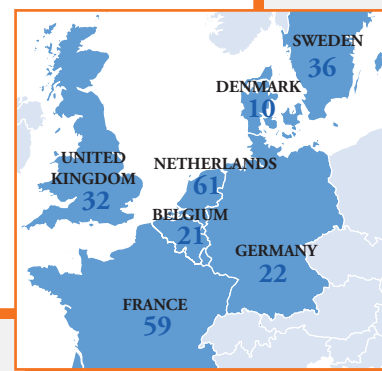 SWEDEN
36
DENMARK
10
UNITED
KINGDOM
32
NETHERLANDS
61
BELGIUM
21
GERMANY
22
FRANCE
59